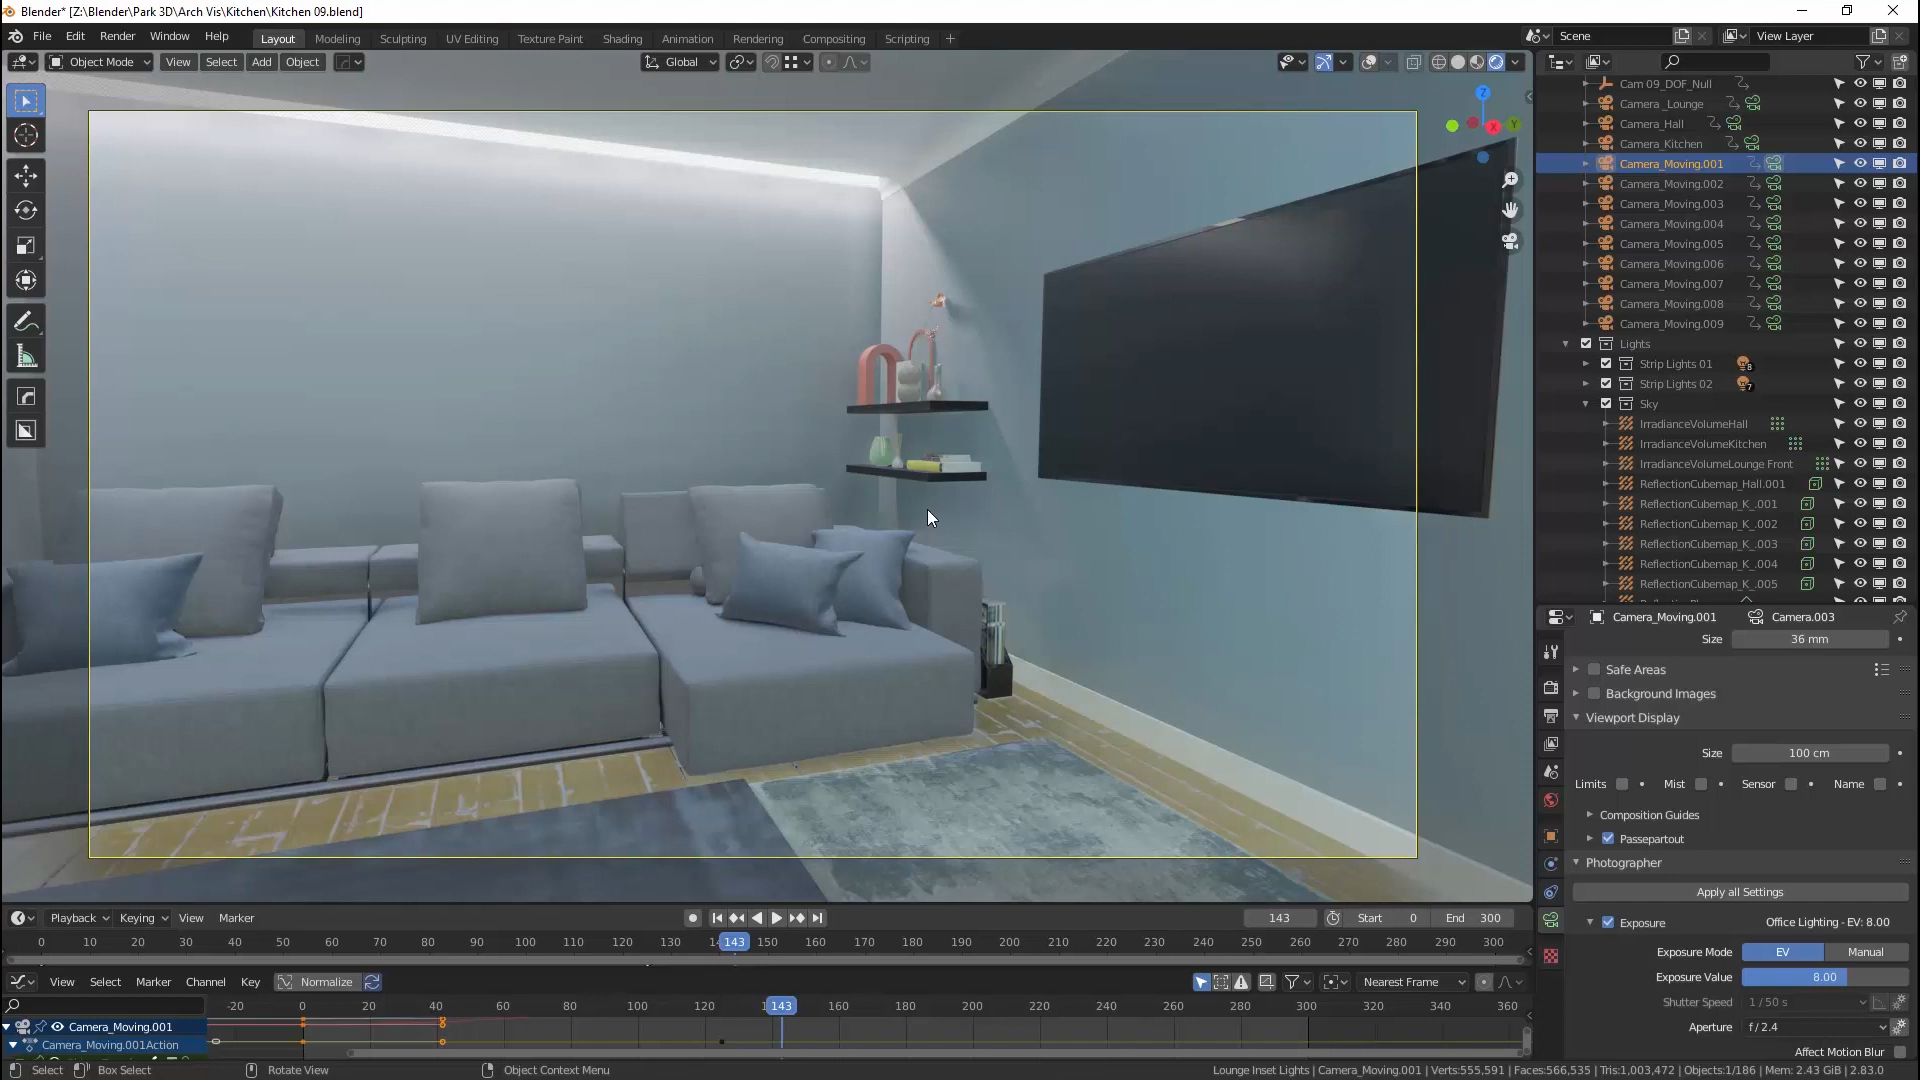 Blender* [Z:\Blender\Park 3D\Arch Vis\Kitchen\Kitchen 09.blend]
File Edit Render Window Help
Layout Modeling Sculpting UV Editing Texture Paint Shading Animation Rendering Compositing Scripting +
Scene
View Layer
Object Mode View Select Add Object
Global
Z
X
Y
Cam 09_DOF_Null
Camera _Lounge
Camera_Hall
Camera_Kitchen
Camera_Moving.001
Camera_Moving.002
Camera_Moving.003
Camera_Moving.004
Camera_Moving.005
Camera_Moving.006
Camera_Moving.007
Camera_Moving.008
Camera_Moving.009
Lights
Strip Lights 01 8
Strip Lights 02 7
Sky
IrradianceVolumeHall
IrradianceVolumeKitchen
IrradianceVolumeLounge Front
ReflectionCubemap_Hall.001
ReflectionCubemap_K_.001
ReflectionCubemap_K_.002
ReflectionCubemap_K_.003
ReflectionCubemap_K_.004
ReflectionCubemap_K_.005
Camera_Moving.001 Camera.003
Size 36 mm
Safe Areas
Background Images
Viewport Display
Size 100 cm
Limits Mist Sensor Name
Composition Guides
Passepartout
Photographer
Apply all Settings
Exposure Office Lighting - EV: 8.00
Exposure Mode EV Manual
Exposure Value 8.00
Shutter Speed 1 / 50 s
Aperture f / 2.4
Affect Motion Blur
Playback Keying View Marker
143 Start 0 End 300
0 10 20 30 40 50 60 70 80 90 100 110 120 130 143 150 160 170 180 190 200 210 220 230 240 250 260 270 280 290 300
View Select Marker Channel Key Normalize
Nearest Frame
-20 0 20 40 60 80 100 120 143 160 180 200 220 240 260 280 300 320 340 360
Camera_Moving.001
Camera_Moving.001Action
Select Box Select Rotate View Object Context Menu
Lounge Inset Lights | Camera_Moving.001 | Verts:555,591 | Faces:566,535 | Tris:1,003,472 | Objects:1/186 | Mem: 2.43 GiB | 2.83.0